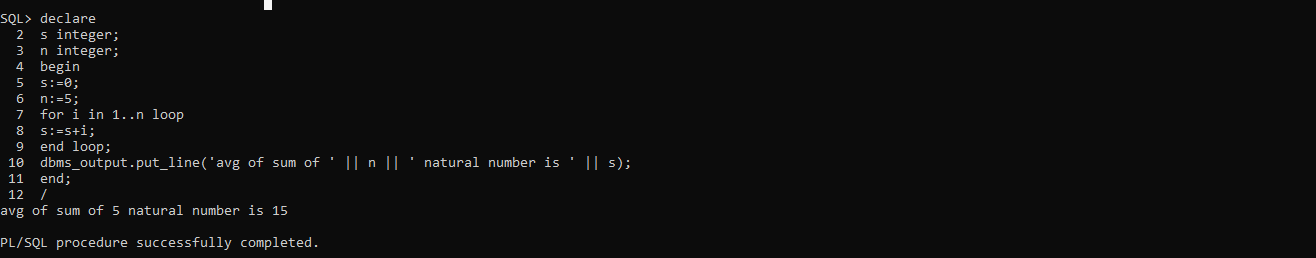 SQL> declare
2 s integer;
3 n integer;
4 begin
5 s:=0;
6 n:=5;
7 for i in 1..n loop
8 s:=s+i;
9 end loop;
10 dbms_output.put_line('avg of sum of ' || n || ' natural number is ' || s);
11 end;
12 /
avg of sum of 5 natural number is 15
PL/SQL procedure successfully completed.